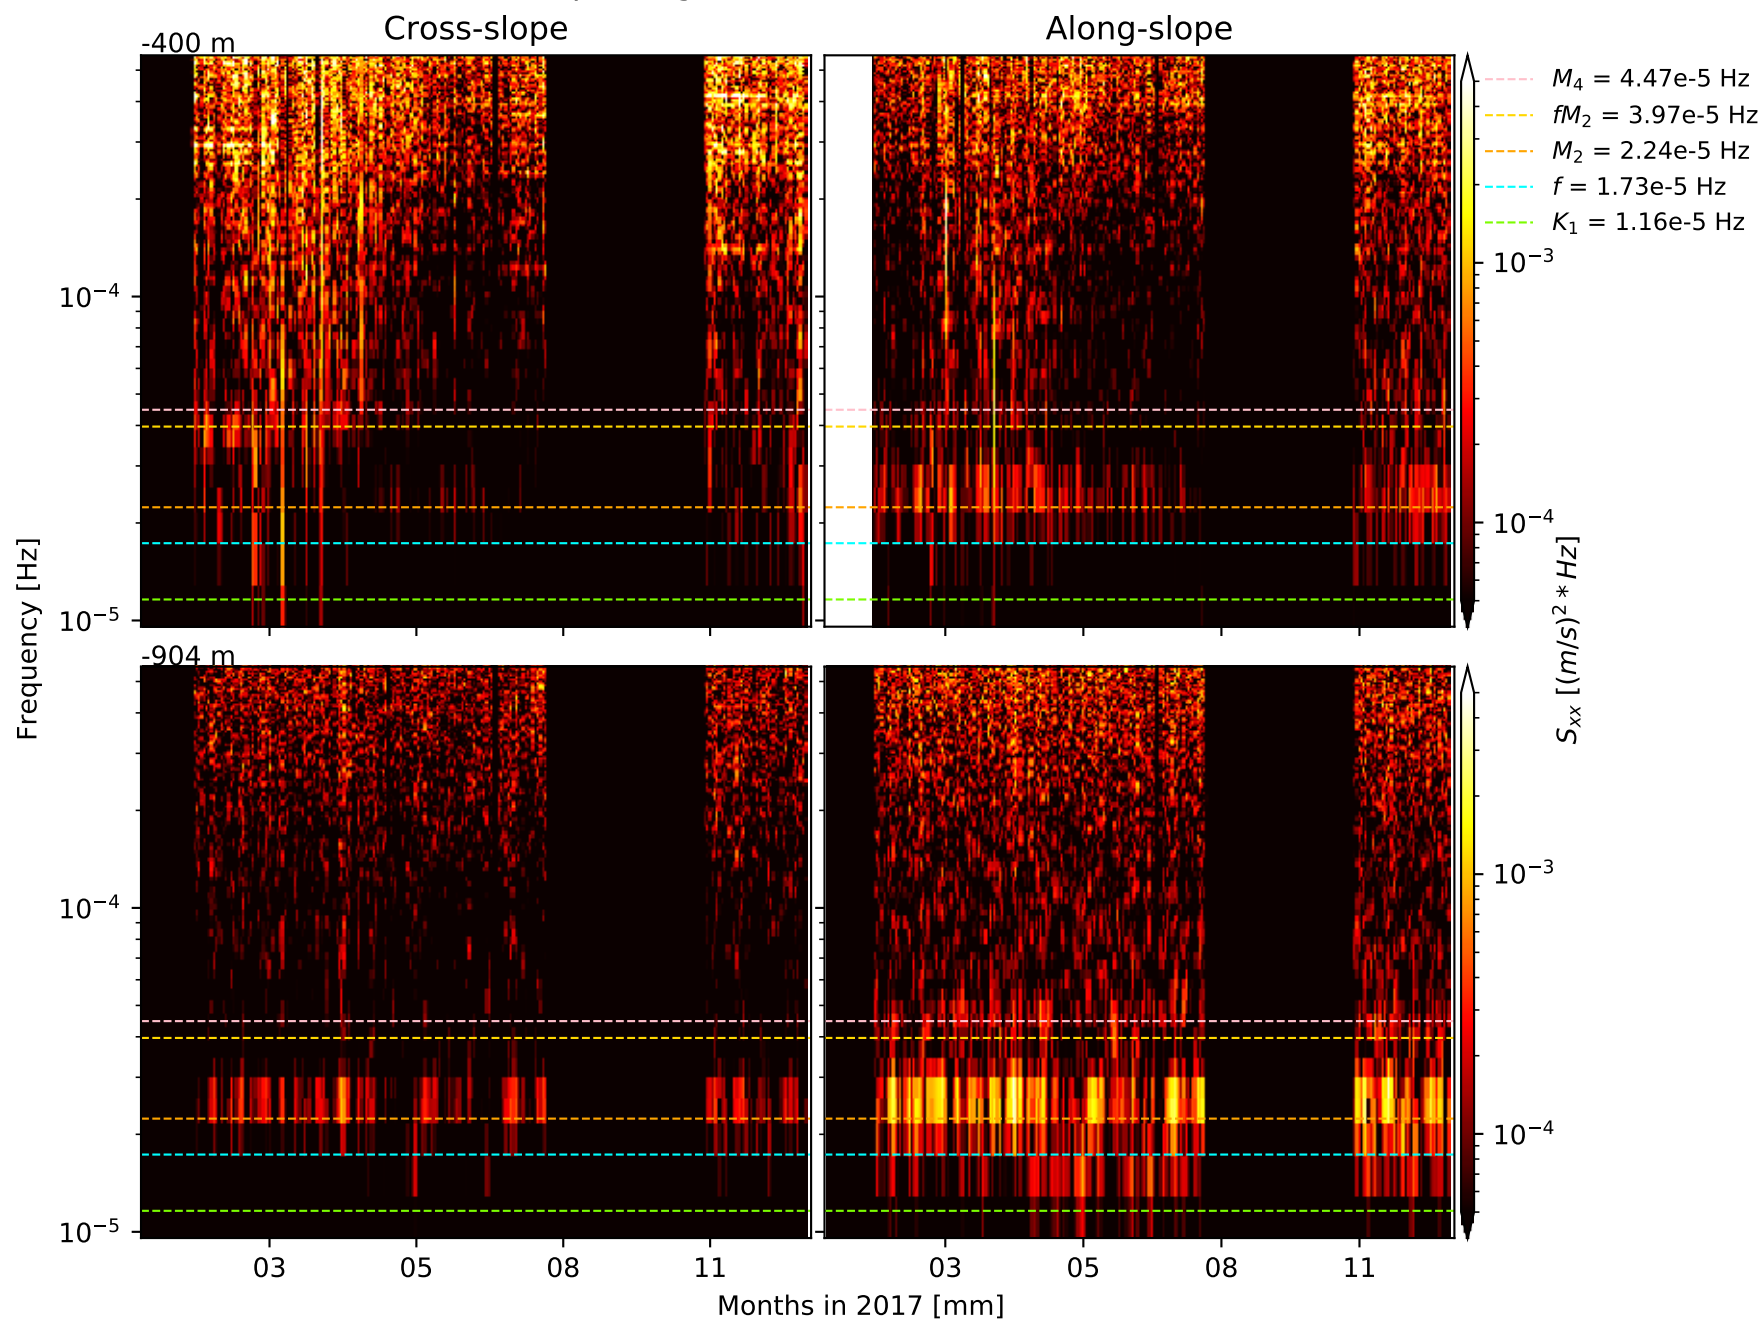 Cross-slope
Along-slope
-400 m
M₄ = 4.47e-5 Hz
fM₂ = 3.97e-5 Hz
M₂ = 2.24e-5 Hz
f = 1.73e-5 Hz
K₁ = 1.16e-5 Hz
10⁻³
10⁻⁴
10⁻⁴
10⁻⁵
-904 m
Frequency [Hz]
Sₓₓ [(m/s)² * Hz]
10⁻³
10⁻⁴
10⁻⁴
10⁻⁵
03 05 08 11
03 05 08 11
Months in 2017 [mm]